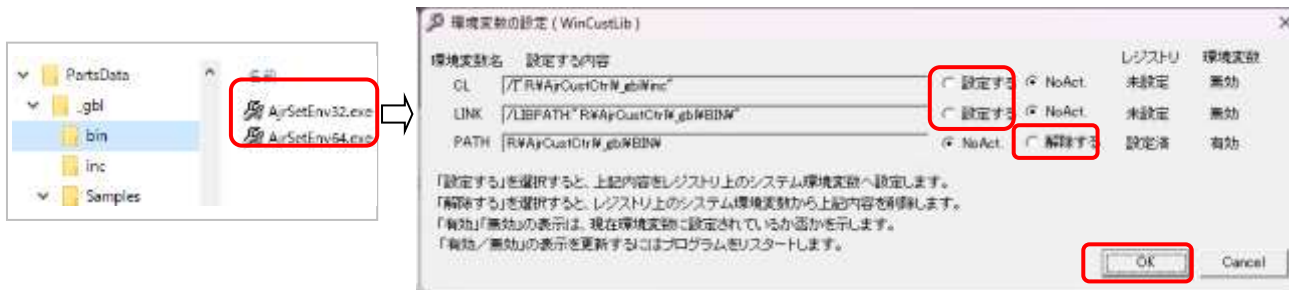 環境変数の設定 ( WinCustLib )
PartsData
_gbl
bin
inc
Samples
名前
AjrSetEnv32.exe
AjrSetEnv64.exe
環境変数名 設定する内容 レジストリ 環境変数
CL 設定する NoAct. 未設定 無効
LINK 設定する NoAct. 未設定 無効
PATH NoAct. 解除する 設定済 有効
「設定する」を選択すると、上記内容をレジストリ上のシステム環境変数へ設定します。
「解除する」を選択すると、レジストリ上のシステム環境変数から上記内容を削除します。
「有効」「無効」の表示は、現在環境変数に設定されているか否かを示します。
「有効／無効」の表示を更新するにはプログラムをリスタートします。
OK Cancel